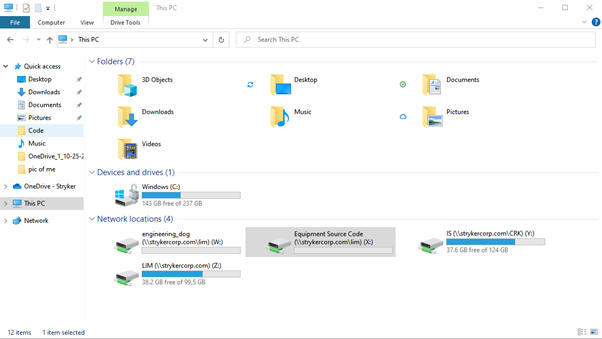 Manage
This PC
File
Computer
View
Drive Tools
This PC
Search This PC
Quick access
Desktop
Downloads
Documents
Pictures
Code
Music
OneDrive_1_10-25-2
pic of me
OneDrive - Stryker
This PC
Network
Folders (7)
3D Objects
Desktop
Documents
Downloads
Music
Pictures
Videos
Devices and drives (1)
Windows (C:)
143 GB free of 237 GB
Network locations (4)
engineering_dog
(\\strykercorp.com\lim) (W:)
Equipment Source Code
(\\strykercorp.com\lim) (X:)
IS (\\strykercorp.com\CRK) (Y:)
37.6 GB free of 124 GB
LIM (\\strykercorp.com) (Z:)
38.2 GB free of 99.5 GB
12 items
1 item selected